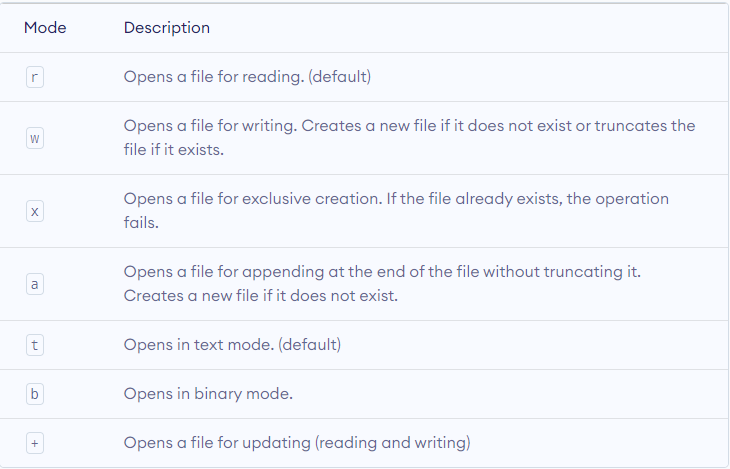 Mode Description
r Opens a file for reading. (default)
w Opens a file for writing. Creates a new file if it does not exist or truncates the
file if it exists.
x Opens a file for exclusive creation. If the file already exists, the operation
fails.
a Opens a file for appending at the end of the file without truncating it.
Creates a new file if it does not exist.
t Opens in text mode. (default)
b Opens in binary mode.
+ Opens a file for updating (reading and writing)